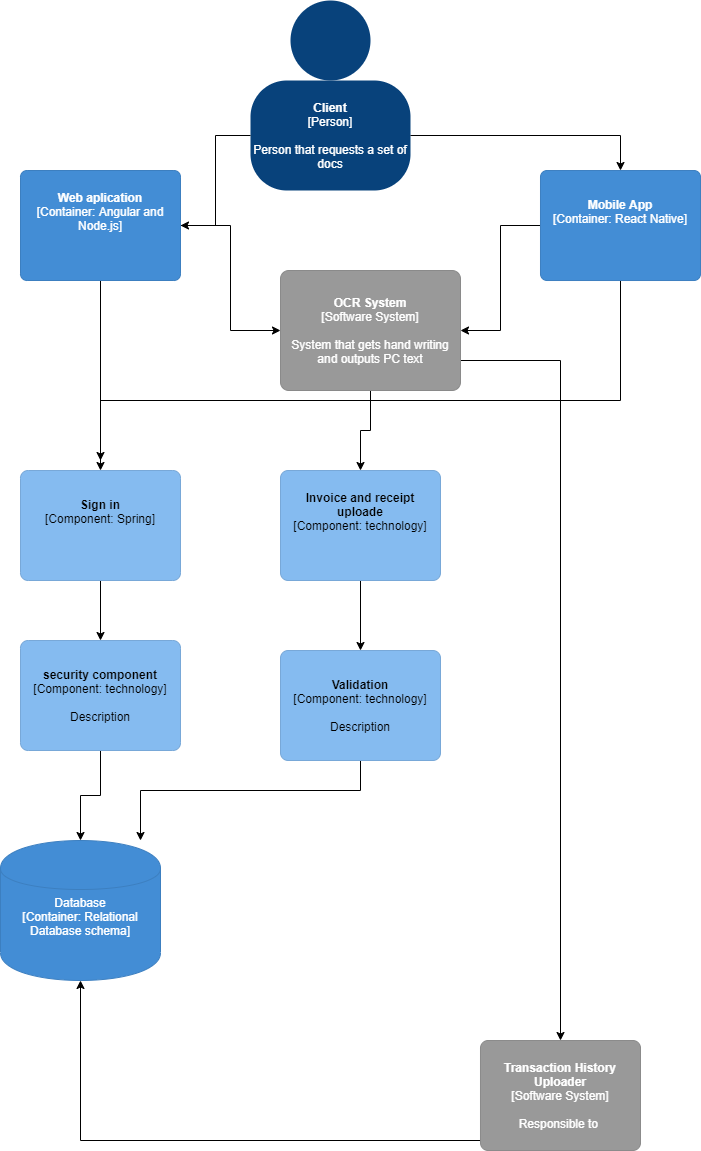 Client
[Person]
Person that requests a set of
docs
Web aplication
[Container: Angular and
Node.js]
Mobile App
[Container: React Native]
OCR System
[Software System]
System that gets hand writing
and outputs PC text
Sign in
[Component: Spring]
Invoice and receipt
uploade
[Component: technology]
security component
[Component: technology]
Description
Validation
[Component: technology]
Description
Database
[Container: Relational
Database schema]
Transaction History
Uploader
[Software System]
Responsible to